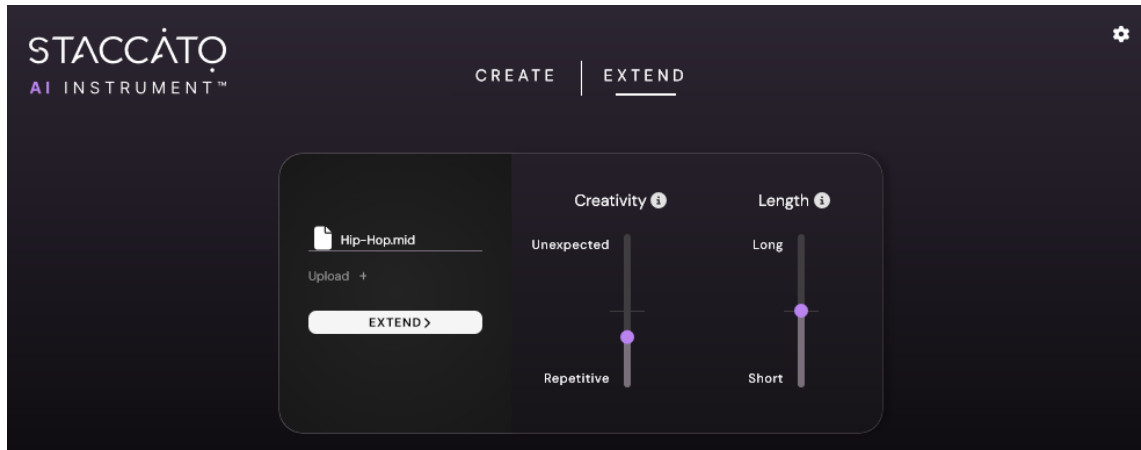 STACCATO
AI INSTRUMENT™
CREATE
EXTEND
Hip-Hop.mid
Upload +
EXTEND >
Creativity i
Unexpected
Repetitive
Length i
Long
Short